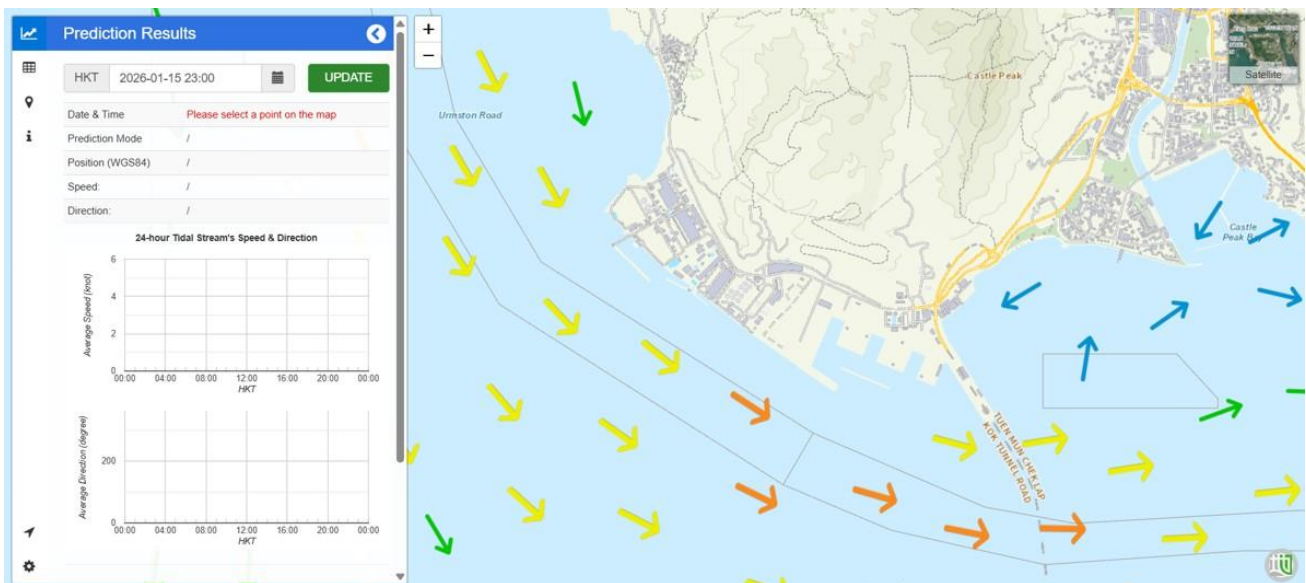 Prediction Results
HKT 2026-01-15 23:00 UPDATE
Date & Time Please select a point on the map
Prediction Mode /
Position (WGS84) /
Speed: /
Direction: /
24-hour Tidal Stream's Speed & Direction
Average Speed (knot)
6
4
2
0
00:00 04:00 08:00 12:00 16:00 20:00 00:00
HKT
Average Direction (degree)
200
0
00:00 04:00 08:00 12:00 16:00 20:00 00:00
HKT
+
−
Urmston Road
Castle Peak
Satellite
Castle
Peak Bay
TUEN MUN CHEK LAP
KOK TUNNEL ROAD